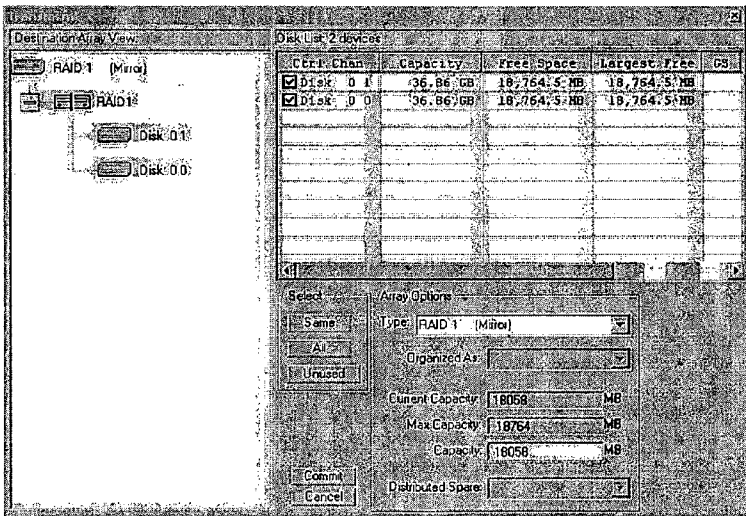 Transform
Destination Array View:
RAID 1 (Mirror)
RAID1
Disk 0 1
Disk 0 0
Disk List: 2 devices
Ctrl Chan Capacity Free Space Largest Free GS
Disk 0 1 36.86 GB 18,764.5 MB 18,764.5 MB
Disk 0 0 36.86 GB 18,764.5 MB 18,764.5 MB
Select
Same
All
Unused
Commit
Cancel
Array Options
Type: RAID 1 (Mirror)
Organized As:
Current Capacity: 18058 MB
Max Capacity: 18764 MB
Capacity: 18058 MB
Distributed Spare: